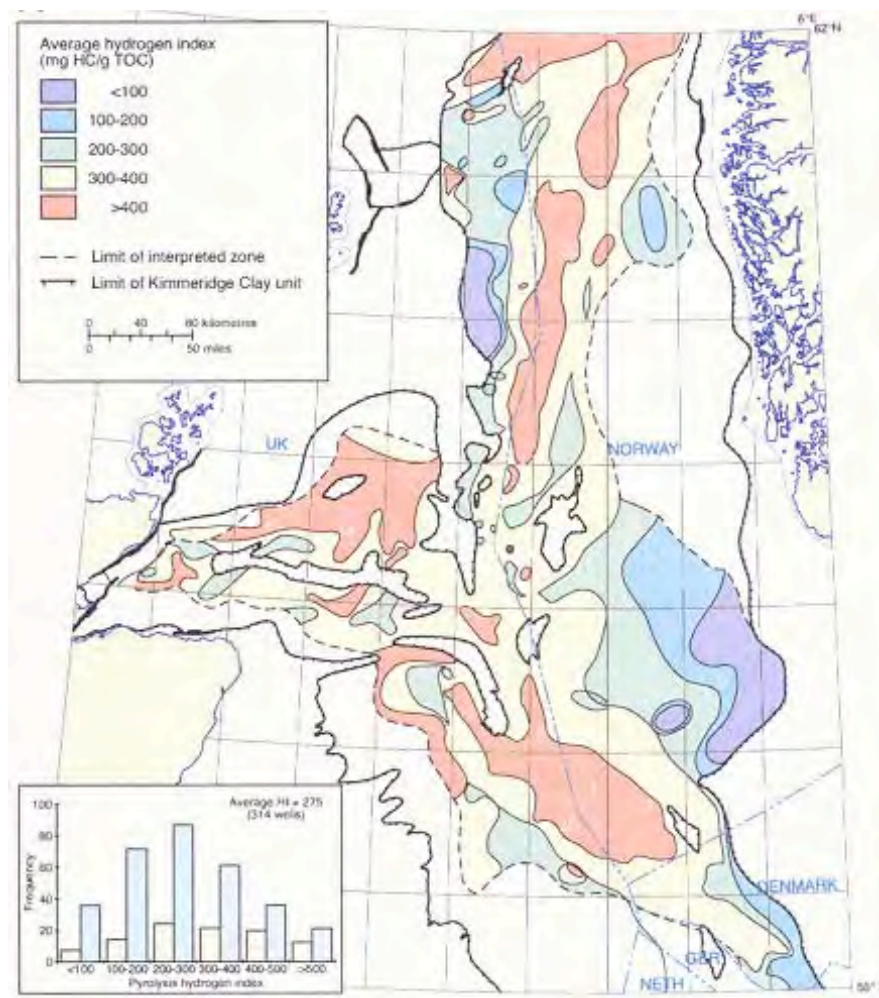 6°E
62°N
Average hydrogen index
(mg HC/g TOC)
<100
100-200
200-300
300-400
>400
Limit of interpreted zone
Limit of Kimmeridge Clay unit
0 40 80 kilometres
0 50 miles
UK
NORWAY
DENMARK
GER
NETH
55°
Average HI = 275
(314 wells)
Frequency
100
80
60
40
20
0
<100 100-200 200-300 300-400 400-500 >500
Pyrolysis hydrogen index